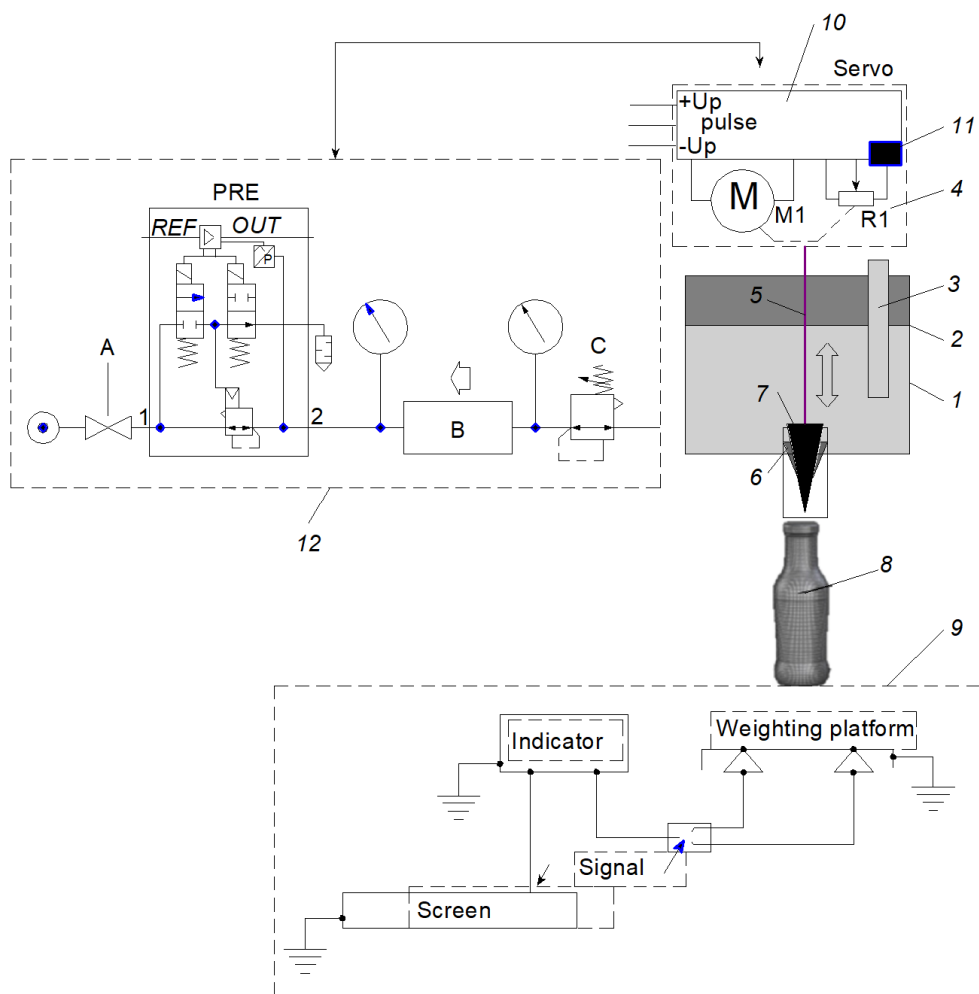 10
Servo
+Up
pulse
-Up
11
M
M1
R1
4
PRE
REF
OUT
P
A
1
2
B
C
12
5
3
2
1
7
6
8
9
Weighting platform
Indicator
Signal
Screen